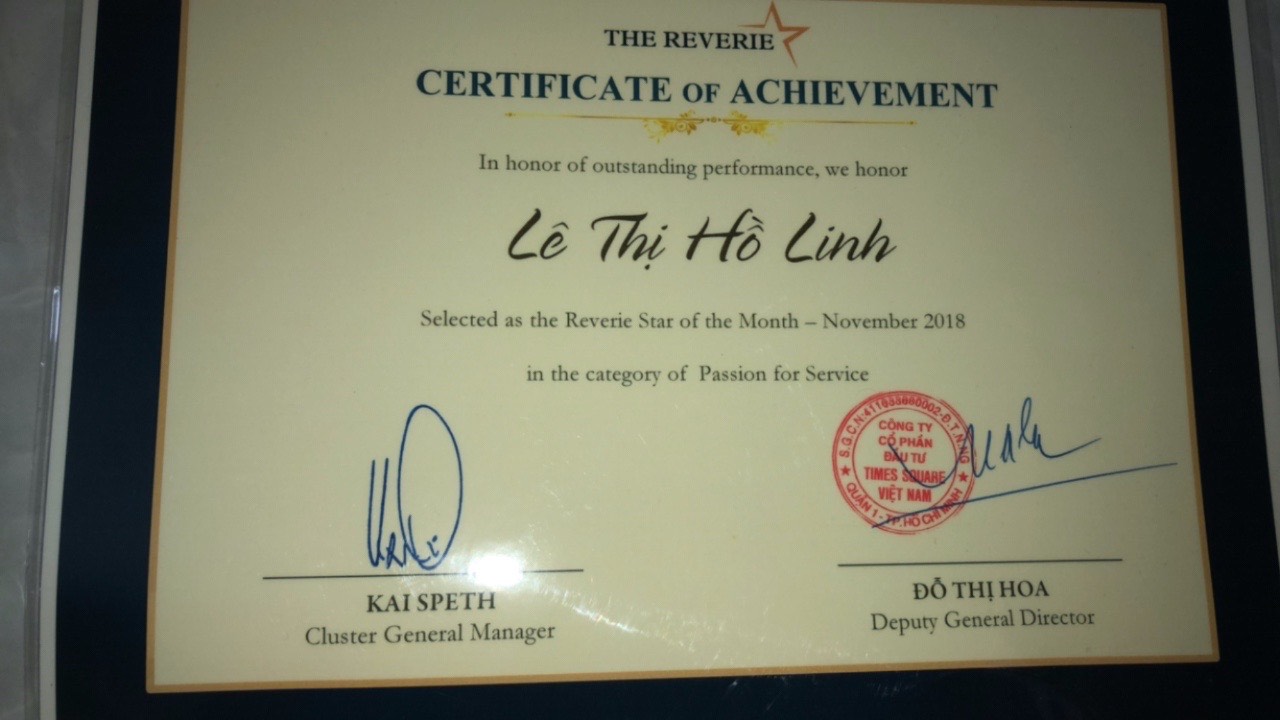 THE REVERIE
CERTIFICATE OF ACHIEVEMENT
In honor of outstanding performance, we honor
Lê Thị Hồ Linh
Selected as the Reverie Star of the Month – November 2018
in the category of Passion for Service
CÔNG TY
CỔ PHẦN
ĐẦU TƯ
TIMES SQUARE
VIỆT NAM
QUẬN 1 - TP. HỒ CHÍ MINH
KAI SPETH
Cluster General Manager
ĐỖ THỊ HOA
Deputy General Director